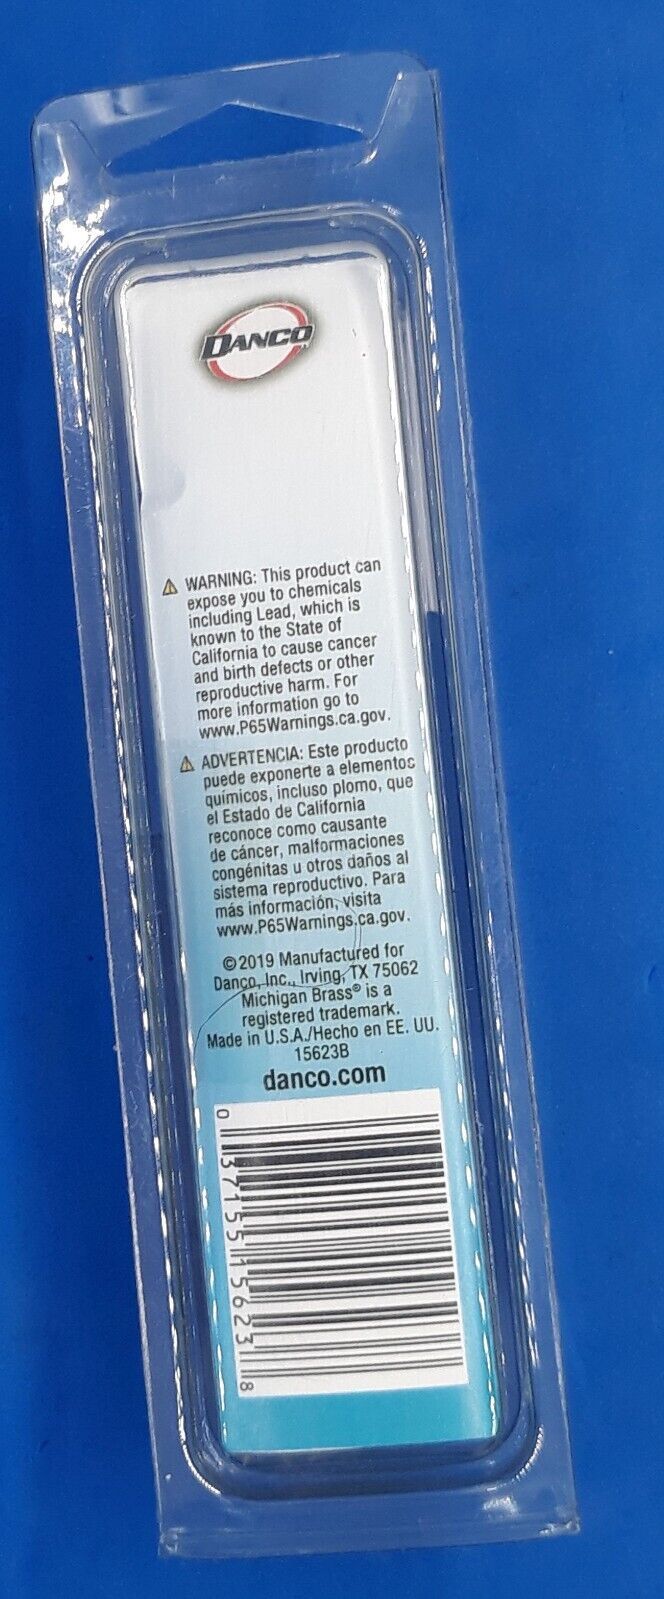 DANCO
⚠ WARNING: This product can
expose you to chemicals
including Lead, which is
known to the State of
California to cause cancer
and birth defects or other
reproductive harm. For
more information go to
www.P65Warnings.ca.gov.
⚠ ADVERTENCIA: Este producto
puede exponerte a elementos
químicos, incluso plomo, que
el Estado de California
reconoce como causante
de cáncer, malformaciones
congénitas u otros daños al
sistema reproductivo. Para
más información, visita
www.P65Warnings.ca.gov.
©2019 Manufactured for
Danco, Inc., Irving, TX 75062
Michigan Brass® is a
registered trademark.
Made in U.S.A./Hecho en EE. UU.
15623B
danco.com
0 37155 15623 8